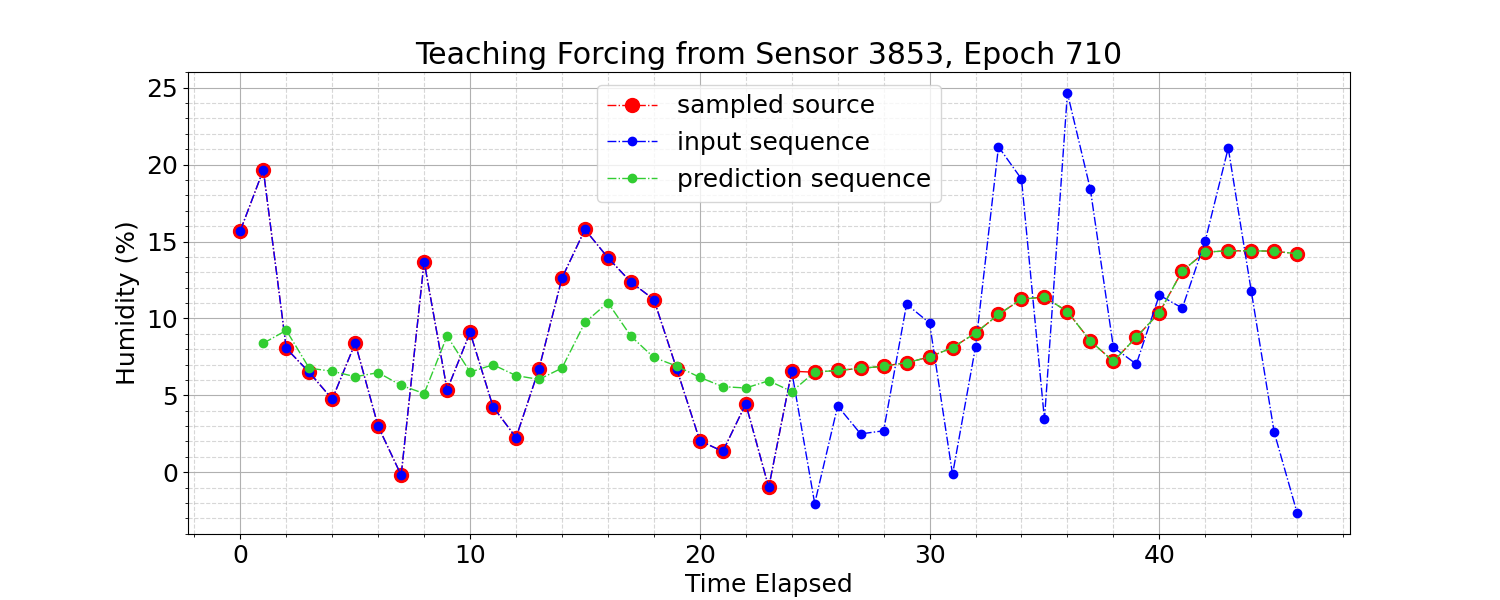 Teaching Forcing from Sensor 3853, Epoch 710
sampled source
input sequence
prediction sequence
Humidity (%)
25
20
15
10
5
0
0 10 20 30 40
Time Elapsed